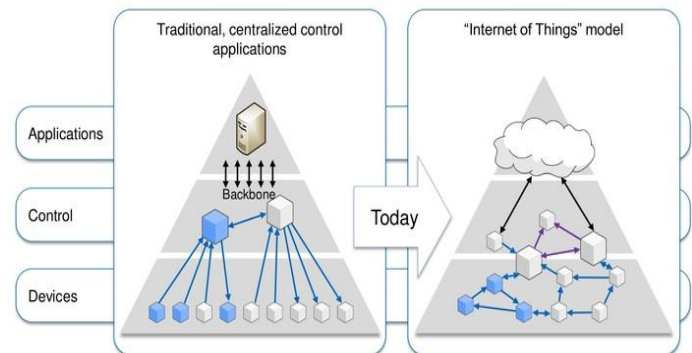 Traditional, centralized control
applications
"Internet of Things" model
Applications
Backbone
Control
Today
Devices